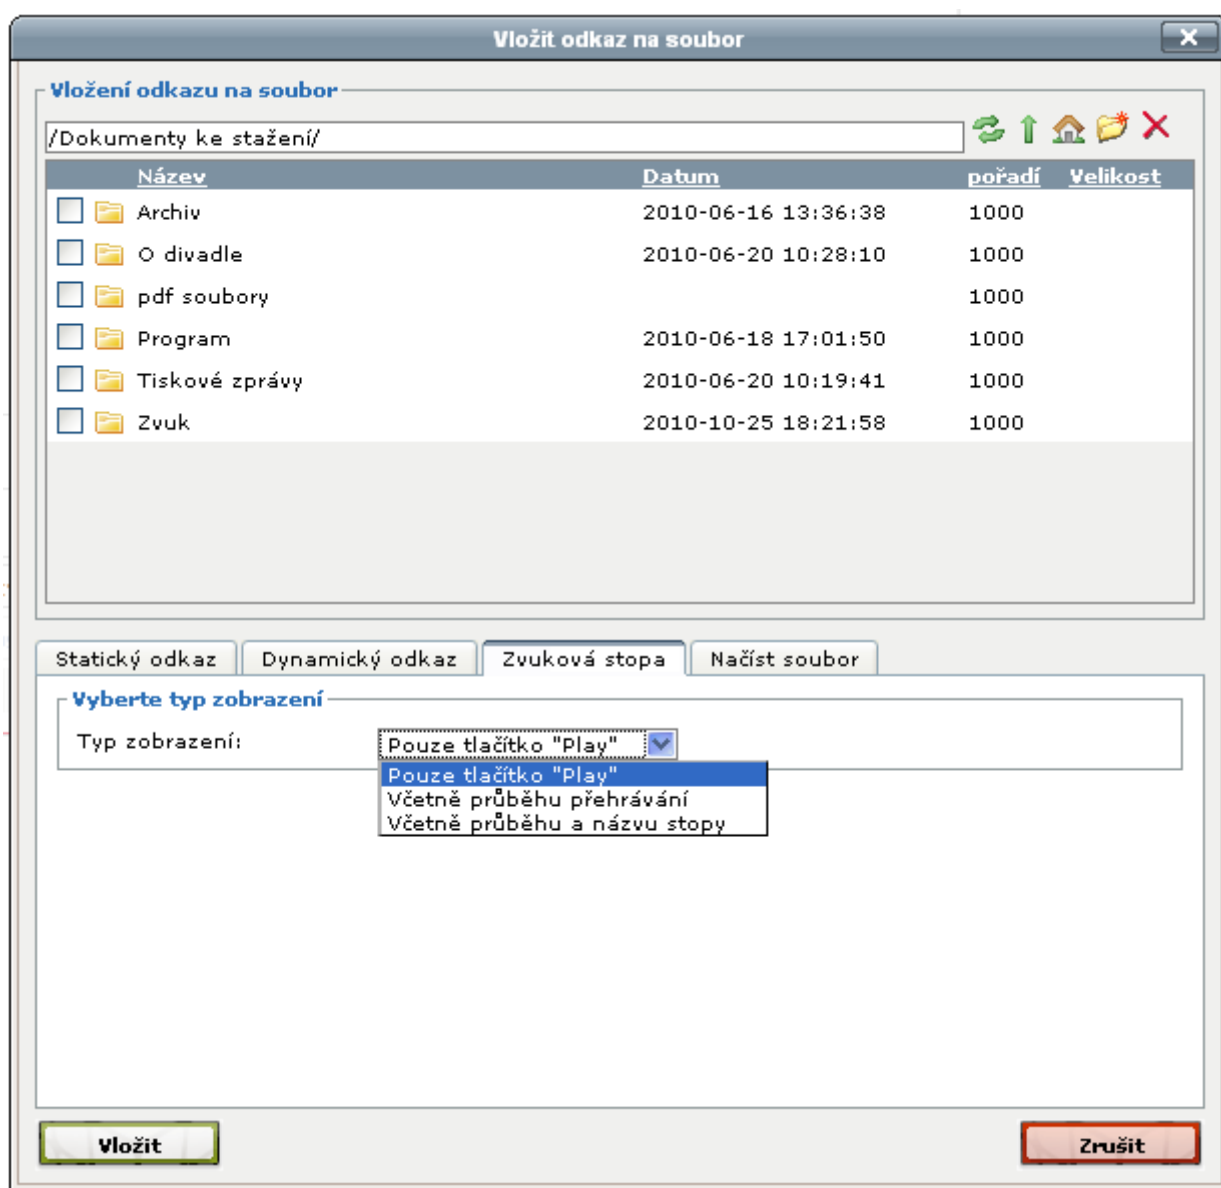 Vložit odkaz na soubor
Vložení odkazu na soubor
/Dokumenty ke stažení/
Název Datum pořadí Velikost
Archiv 2010-06-16 13:36:38 1000
O divadle 2010-06-20 10:28:10 1000
pdf soubory 1000
Program 2010-06-18 17:01:50 1000
Tiskové zprávy 2010-06-20 10:19:41 1000
Zvuk 2010-10-25 18:21:58 1000
Statický odkaz Dynamický odkaz Zvuková stopa Načíst soubor
Vyberte typ zobrazení
Typ zobrazení: Pouze tlačítko "Play"
Pouze tlačítko "Play"
Včetně průběhu přehrávání
Včetně průběhu a názvu stopy
Vložit Zrušit